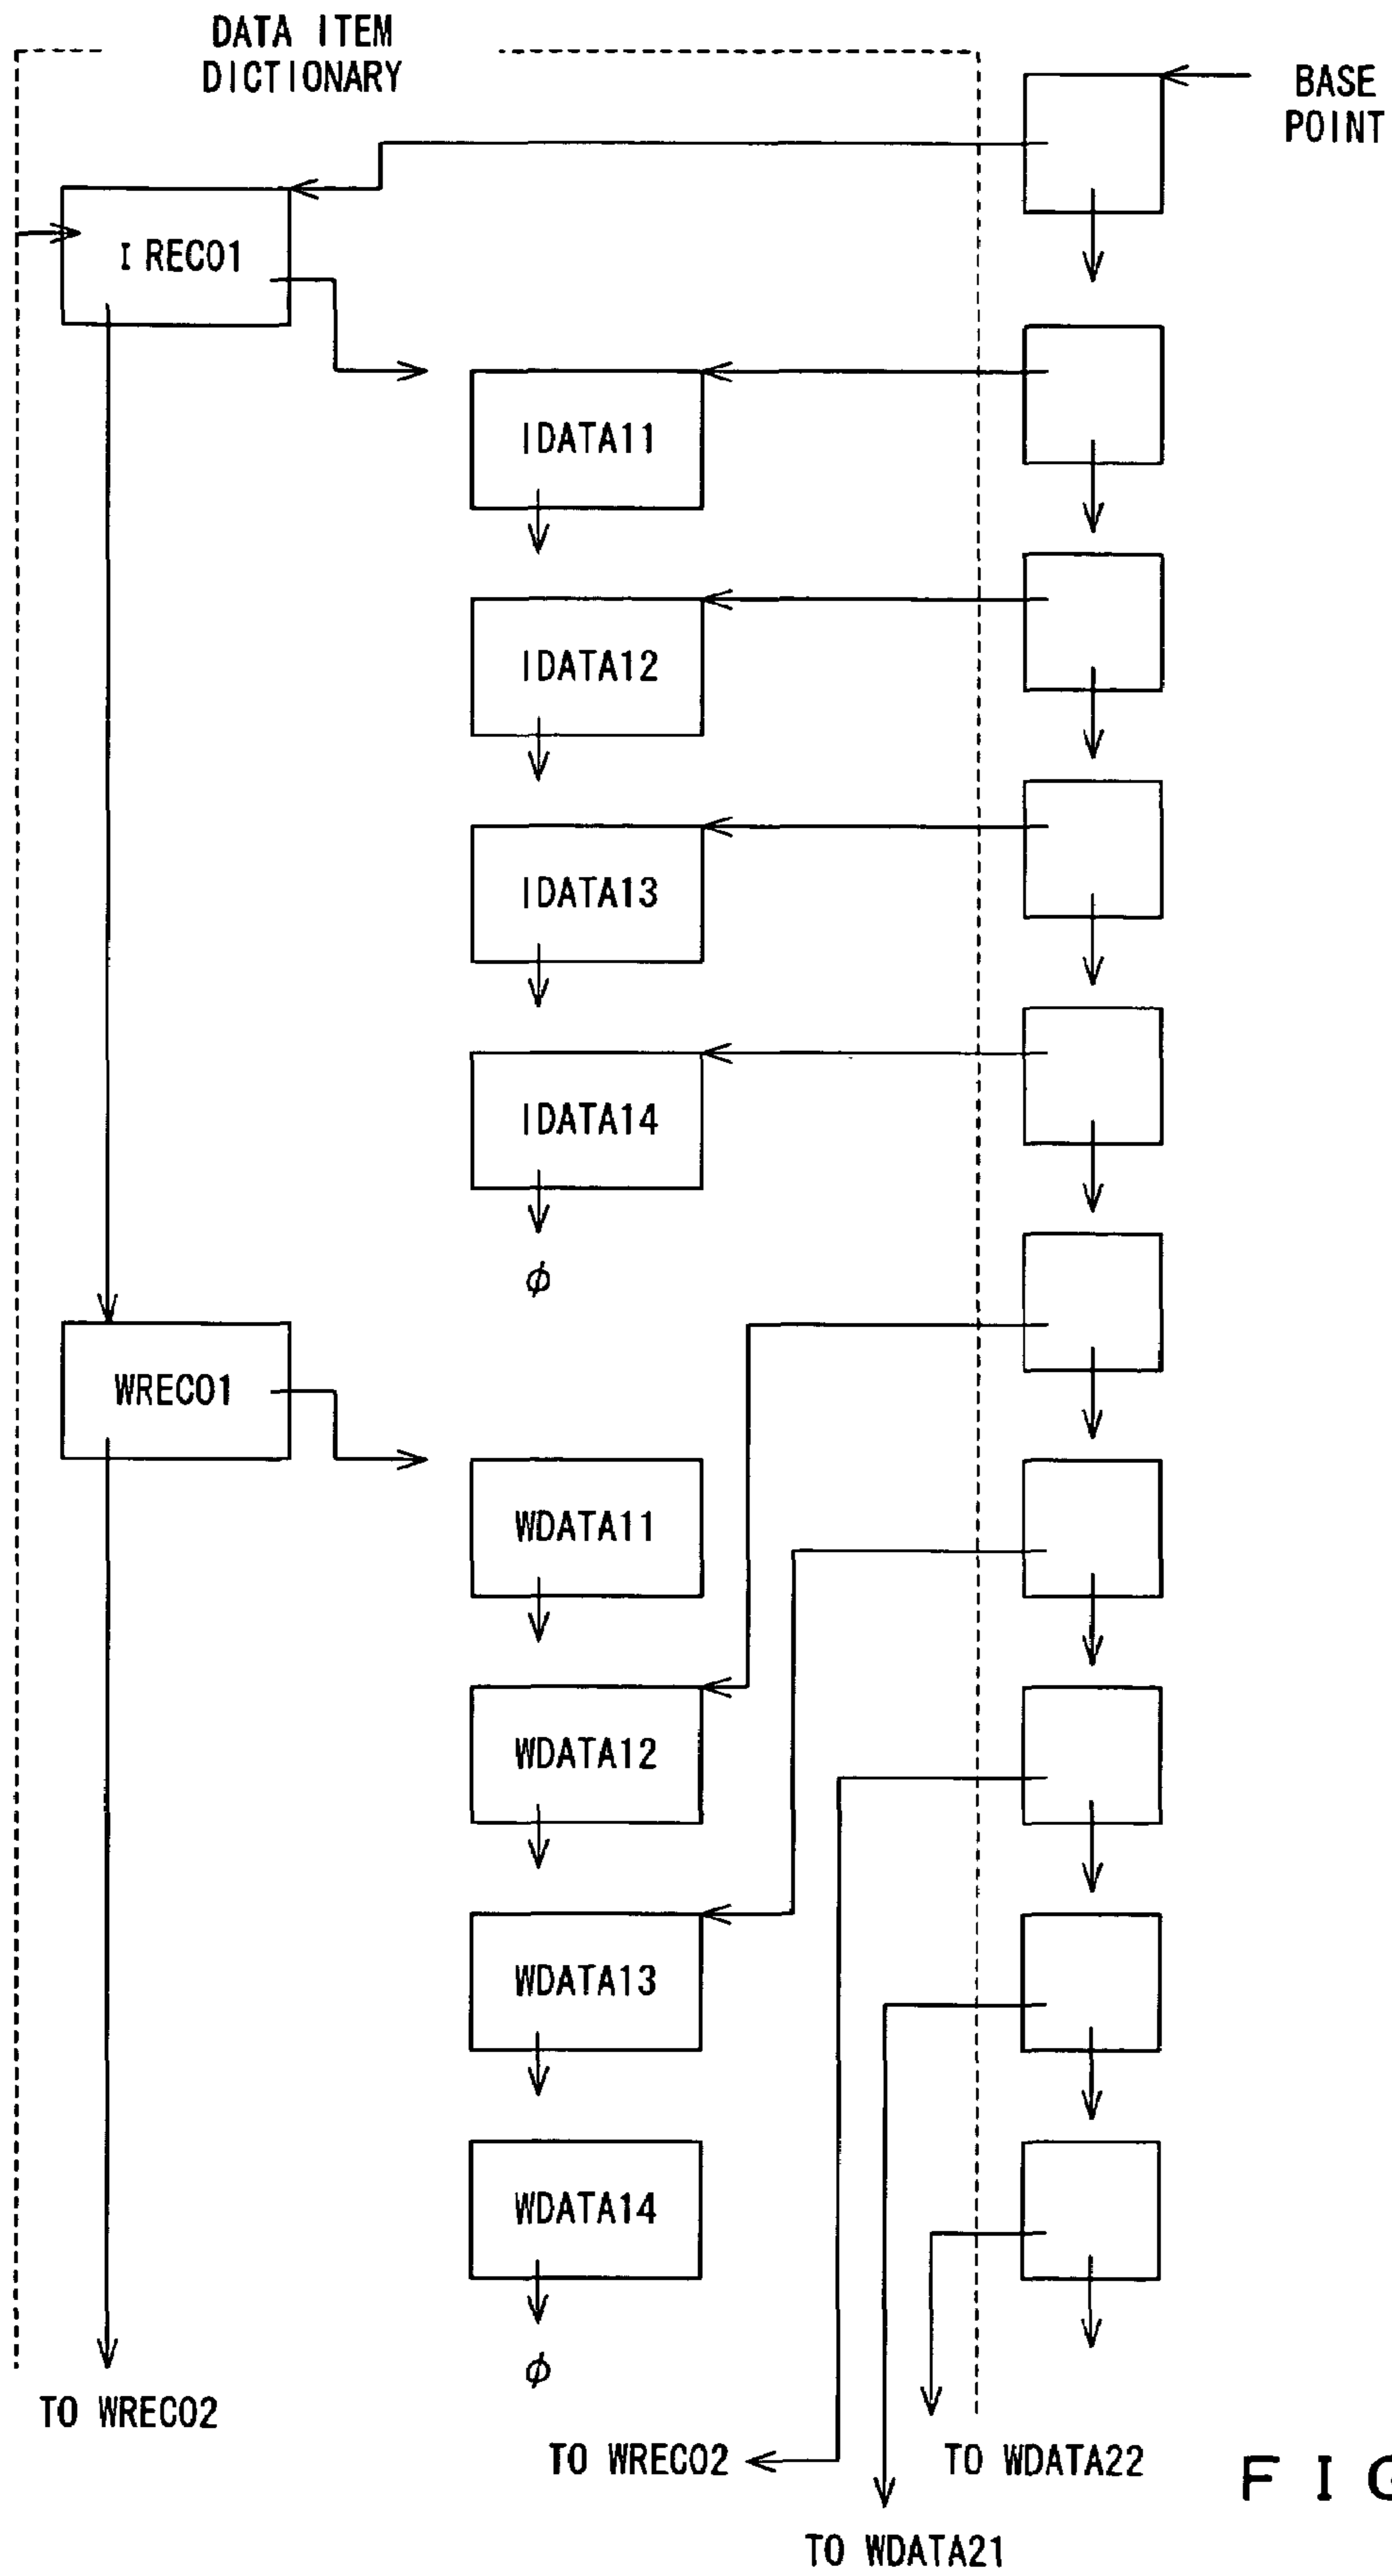 DATA ITEM
DICTIONARY
BASE
POINT
IREC01
IDATA11
IDATA12
IDATA13
IDATA14
φ
WREC01
WDATA11
WDATA12
WDATA13
WDATA14
φ
TO WREC02
TO WREC02
TO WDATA22
TO WDATA21
FIG